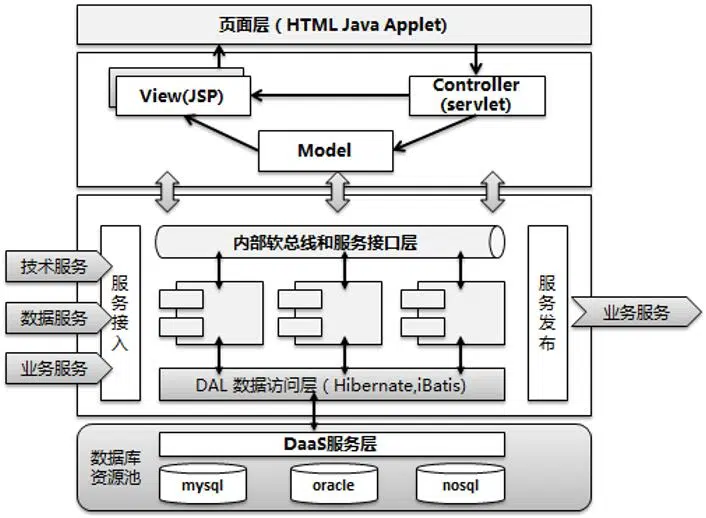 页面层（HTML Java Applet)
View(JSP)
Controller
(servlet)
Model
内部软总线和服务接口层
技术服务
数据服务
业务服务
服务接入
服务发布
业务服务
DAL 数据访问层（Hibernate,iBatis)
DaaS服务层
数据库
资源池
mysql
oracle
nosql